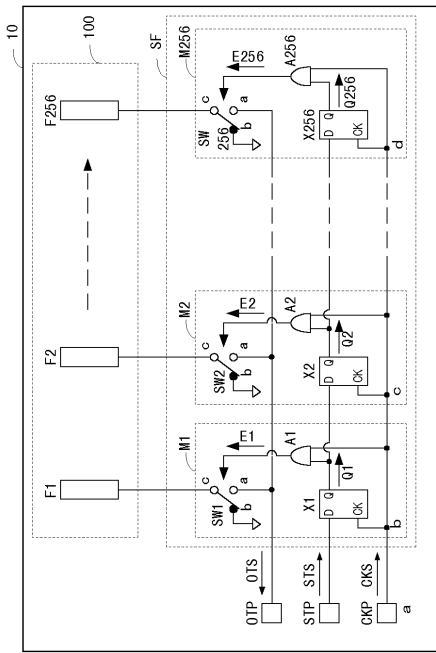 10
100
F1
F2
F256
SF
M1
M2
M256
c
a
b
SW1
E1
A1
c
a
b
SW2
E2
A2
c
a
b
SW
256
E256
A256
X1
D
Q
CK
Q1
b
X2
D
Q
CK
Q2
c
X256
D
Q
CK
Q256
d
OTP
OTS
STP
STS
CKP
CKS
a